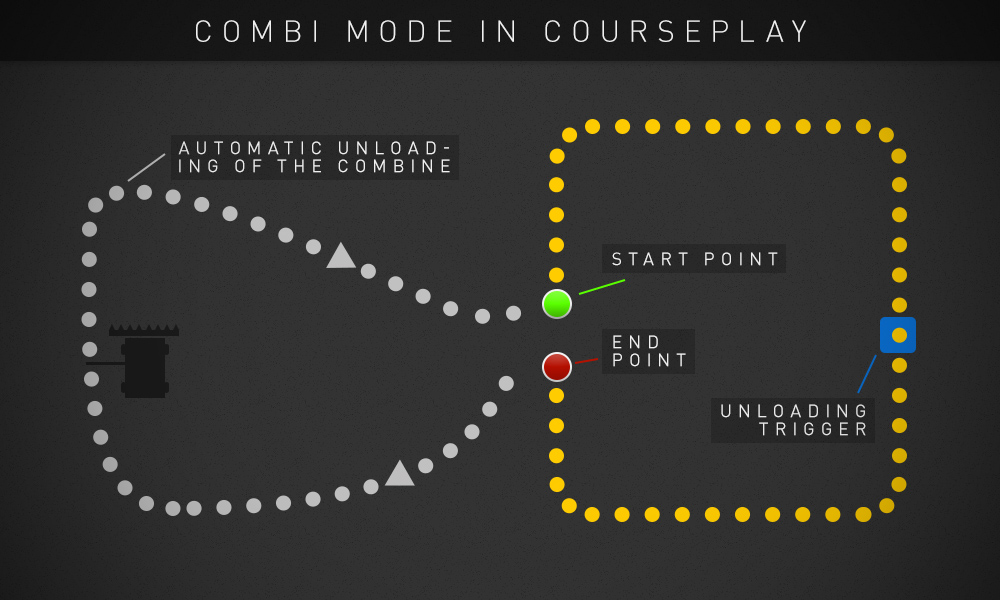 COMBI MODE IN COURSEPLAY
AUTOMATIC UNLOAD-
ING OF THE COMBINE
START POINT
END
POINT
UNLOADING
TRIGGER